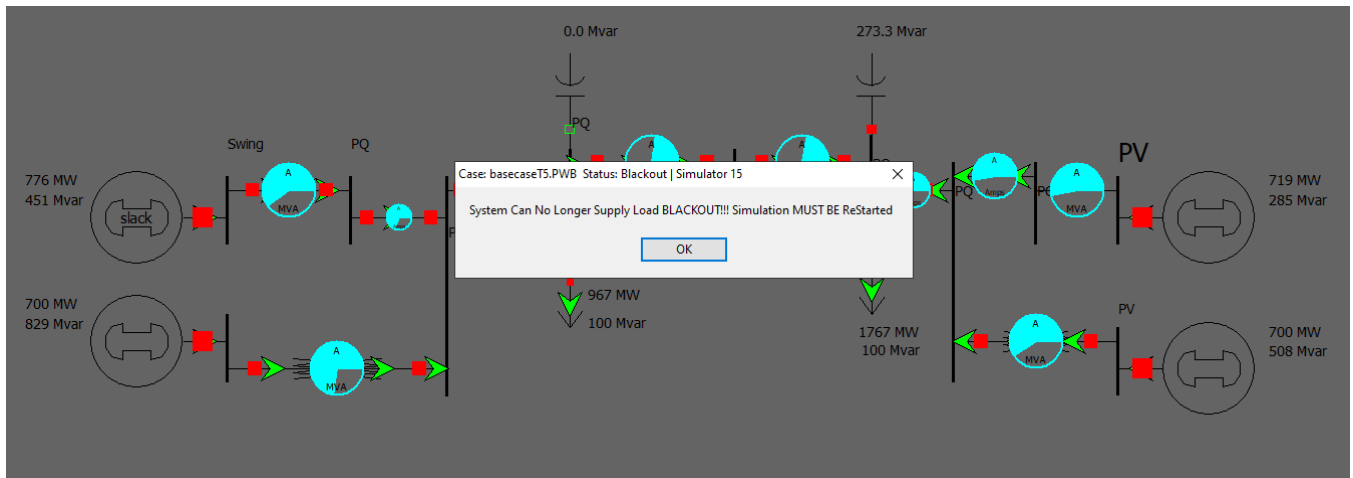 0.0 Mvar
273.3 Mvar
PQ
A
A
Swing
PQ
PV
Case: basecaseT5.PWB Status: Blackout | Simulator 15
System Can No Longer Supply Load BLACKOUT!!! Simulation MUST BE ReStarted
OK
776 MW
451 Mvar
slack
A
MVA
A
PQ
A
Amps
A
MVA
719 MW
285 Mvar
700 MW
829 Mvar
A
MVA
967 MW
100 Mvar
1767 MW
100 Mvar
PV
A
MVA
700 MW
508 Mvar